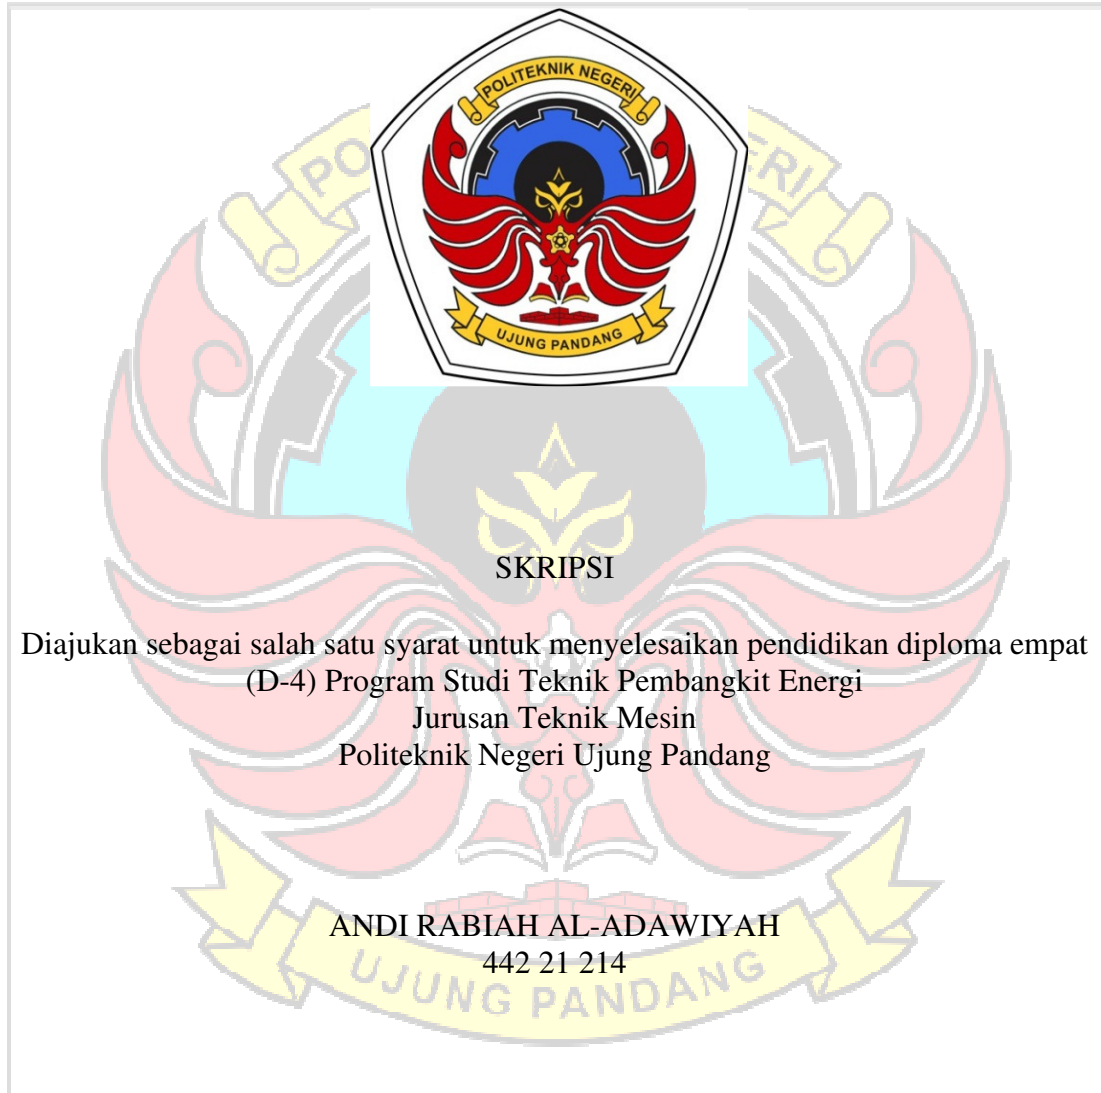 POLITEKNIK NEGERI
UJUNG PANDANG
SKRIPSI
Diajukan sebagai salah satu syarat untuk menyelesaikan pendidikan diploma empat
(D-4) Program Studi Teknik Pembangkit Energi
Jurusan Teknik Mesin
Politeknik Negeri Ujung Pandang
ANDI RABIAH AL-ADAWIYAH
442 21 214
UJUNG PANDANG